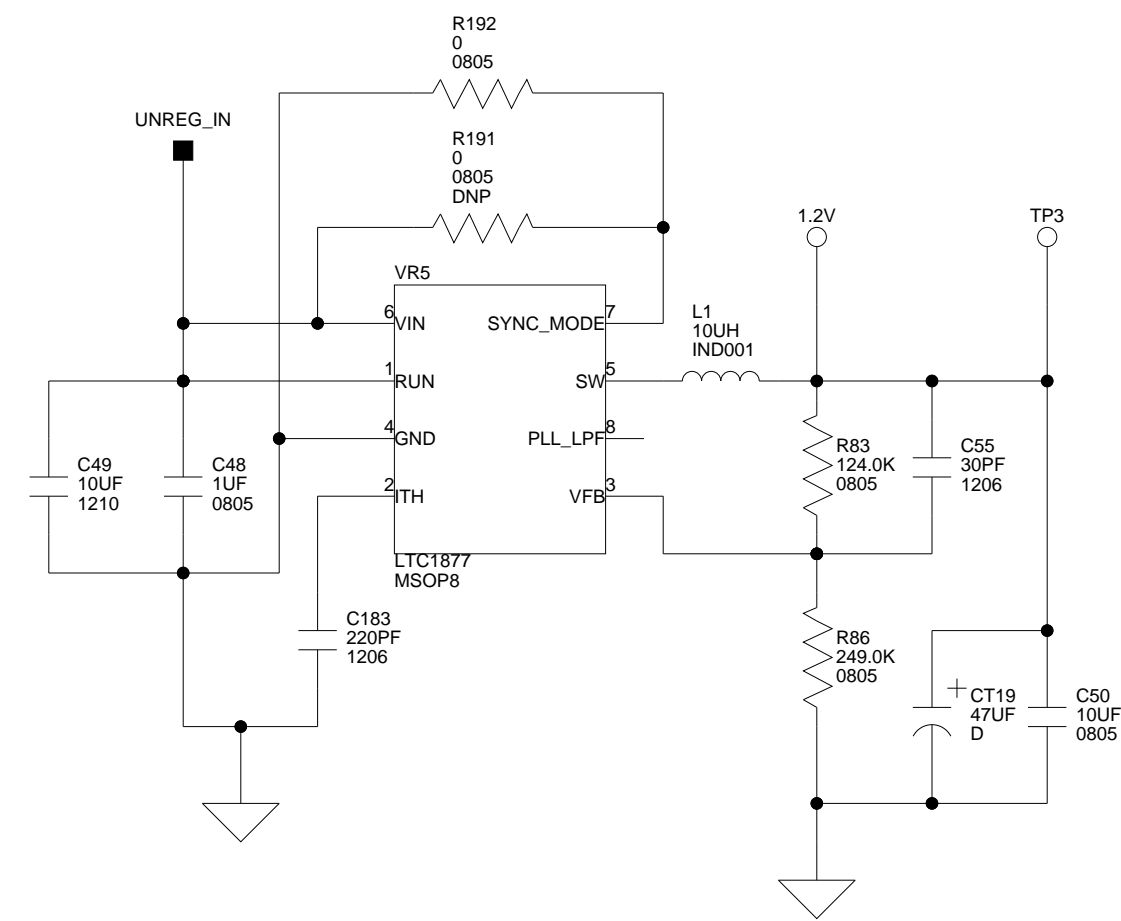 R192
0
0805
UNREG_IN
R191
0
0805
DNP
1.2V
TP3
VR5
6
VIN
SYNC_MODE
7
L1
10UH
IND001
1
RUN
SW
5
4
GND
PLL_LPF
8
R83
124.0K
0805
C55
30PF
1206
C49
10UF
1210
C48
1UF
0805
2
ITH
VFB
3
LTC1877
MSOP8
C183
220PF
1206
R86
249.0K
0805
+
CT19
47UF
D
C50
10UF
0805